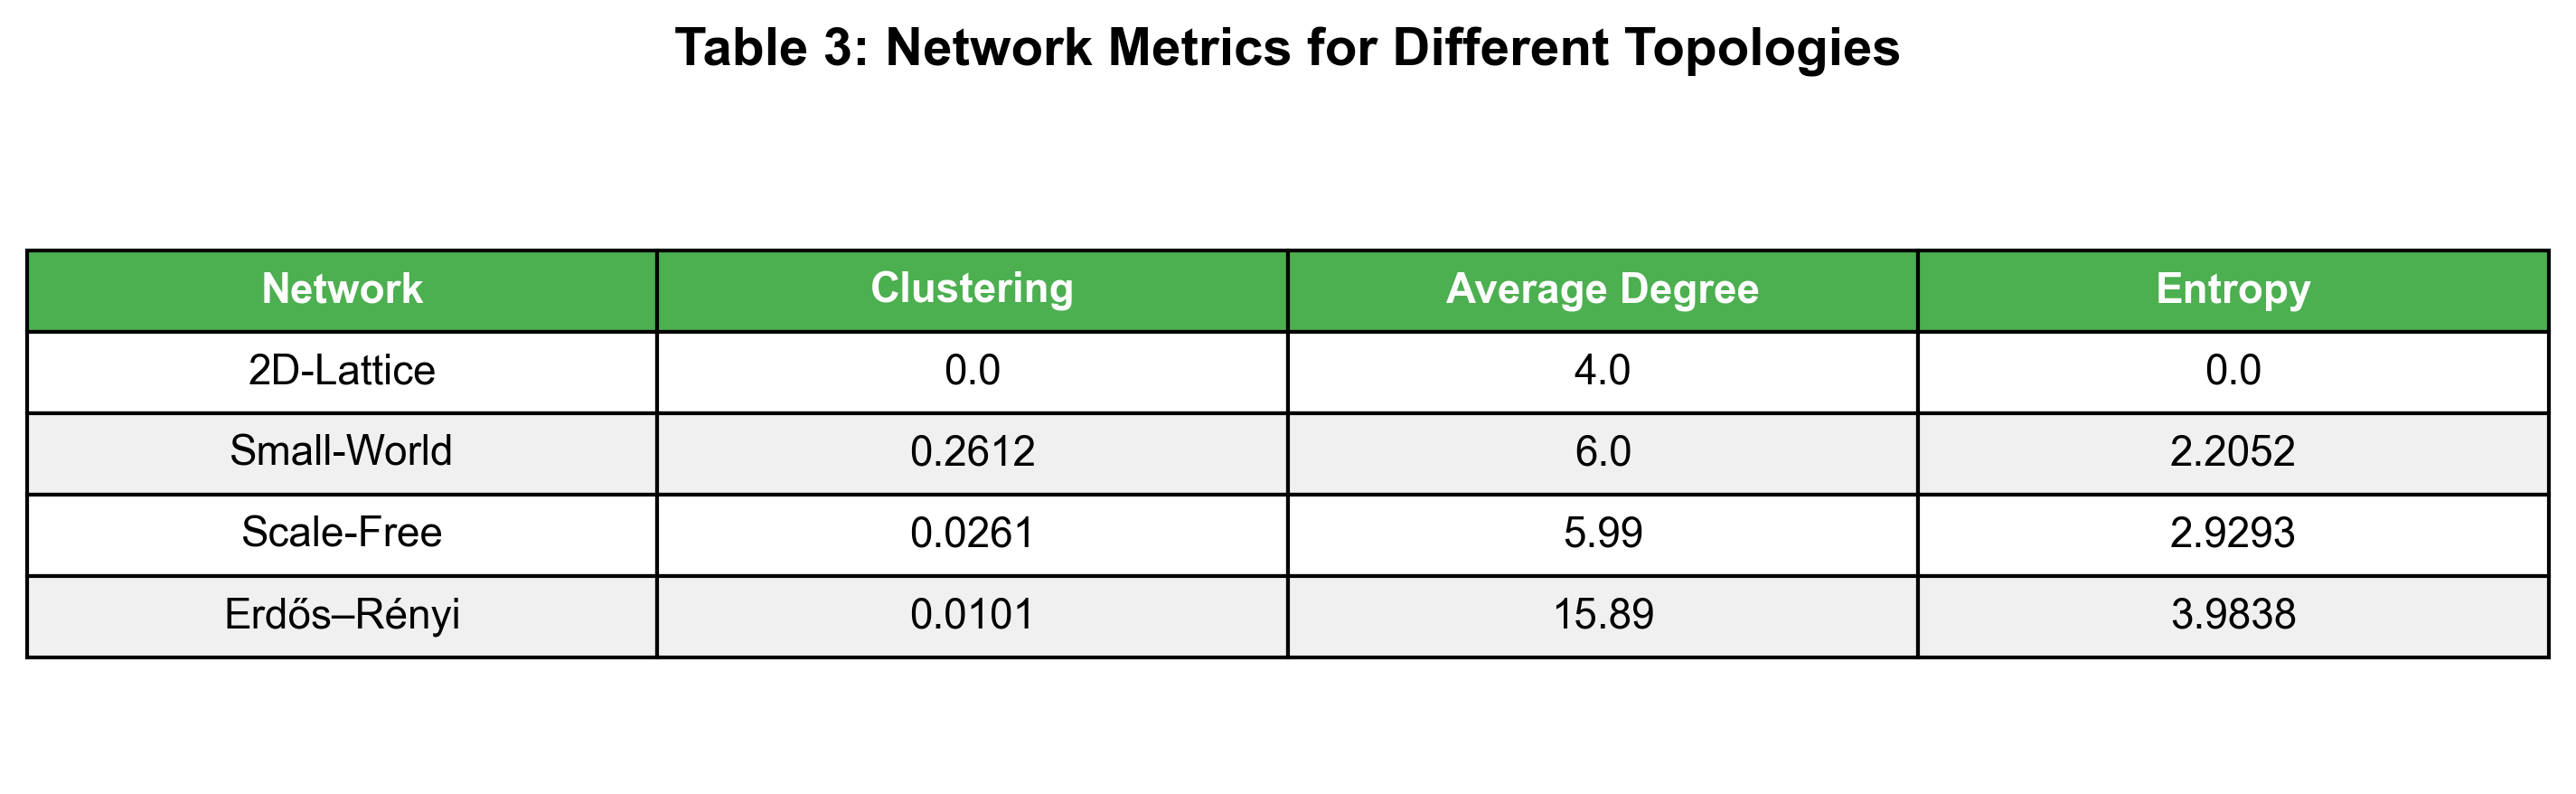 Table 3: Network Metrics for Different Topologies
Network Clustering Average Degree Entropy
2D-Lattice 0.0 4.0 0.0
Small-World 0.2612 6.0 2.2052
Scale-Free 0.0261 5.99 2.9293
Erdős–Rényi 0.0101 15.89 3.9838